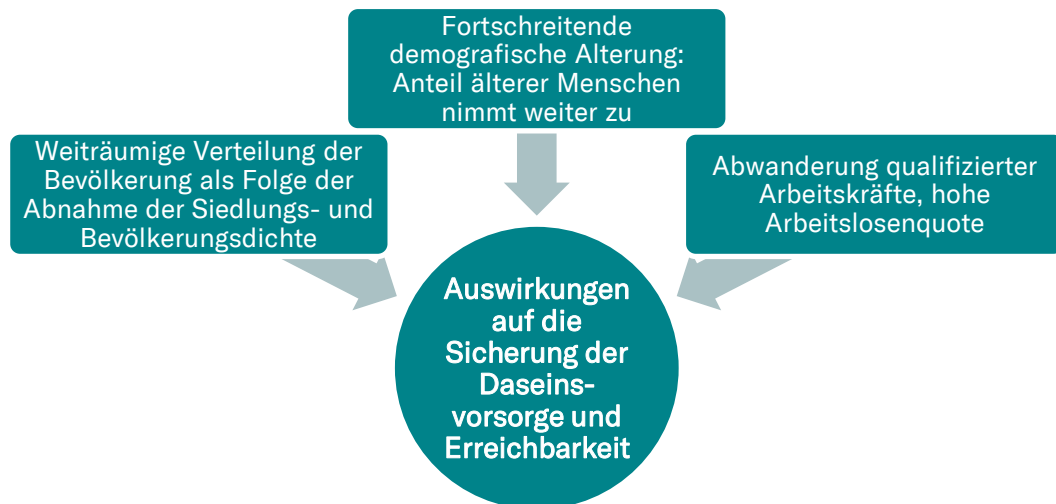 Fortschreitende
demografische Alterung:
Anteil älterer Menschen
nimmt weiter zu
Weiträumige Verteilung der
Bevölkerung als Folge der
Abnahme der Siedlungs- und
Bevölkerungsdichte
Abwanderung qualifizierter
Arbeitskräfte, hohe
Arbeitslosenquote
Auswirkungen
auf die
Sicherung der
Daseins-
vorsorge und
Erreichbarkeit